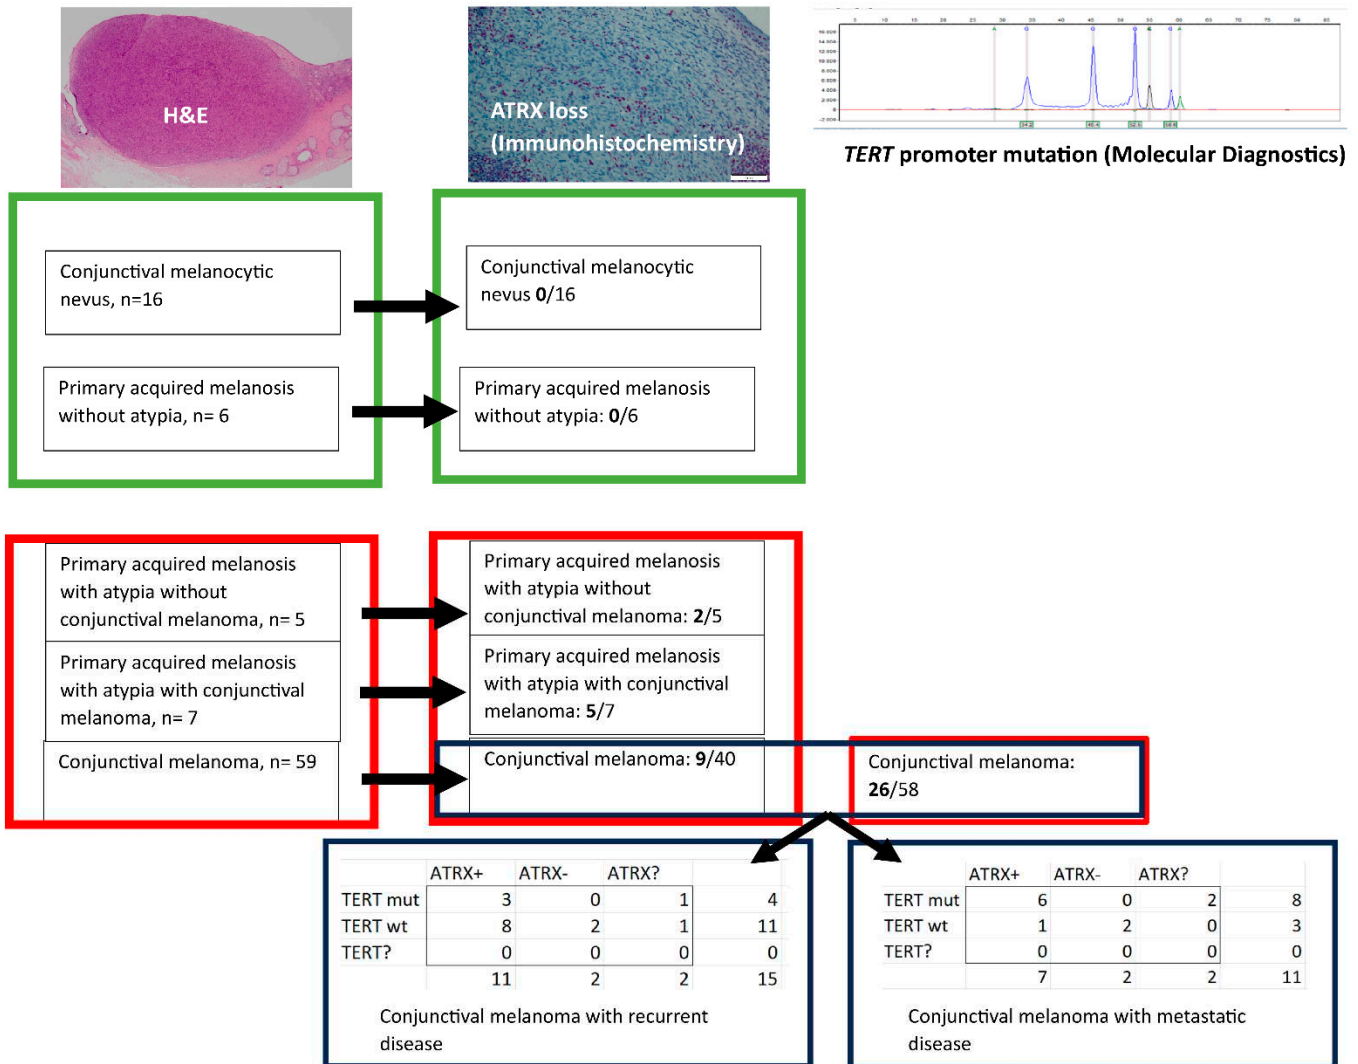 H&E
ATRX loss
(Immunohistochemistry)
TERT promoter mutation (Molecular Diagnostics)
Conjunctival melanocytic
nevus, n=16
Conjunctival melanocytic
nevus 0/16
Primary acquired melanosis
without atypia, n= 6
Primary acquired melanosis
without atypia: 0/6
Primary acquired melanosis
with atypia without
conjunctival melanoma, n= 5
Primary acquired melanosis
with atypia without
conjunctival melanoma: 2/5
Primary acquired melanosis
with atypia with conjunctival
melanoma, n= 7
Primary acquired melanosis
with atypia with conjunctival
melanoma: 5/7
Conjunctival melanoma, n= 59
Conjunctival melanoma: 9/40
Conjunctival melanoma:
26/58
ATRX+ ATRX- ATRX?
TERT mut 3 0 1 4
TERT wt 8 2 1 11
TERT? 0 0 0 0
11 2 2 15
Conjunctival melanoma with recurrent
disease
ATRX+ ATRX- ATRX?
TERT mut 6 0 2 8
TERT wt 1 2 0 3
TERT? 0 0 0 0
7 2 2 11
Conjunctival melanoma with metastatic
disease